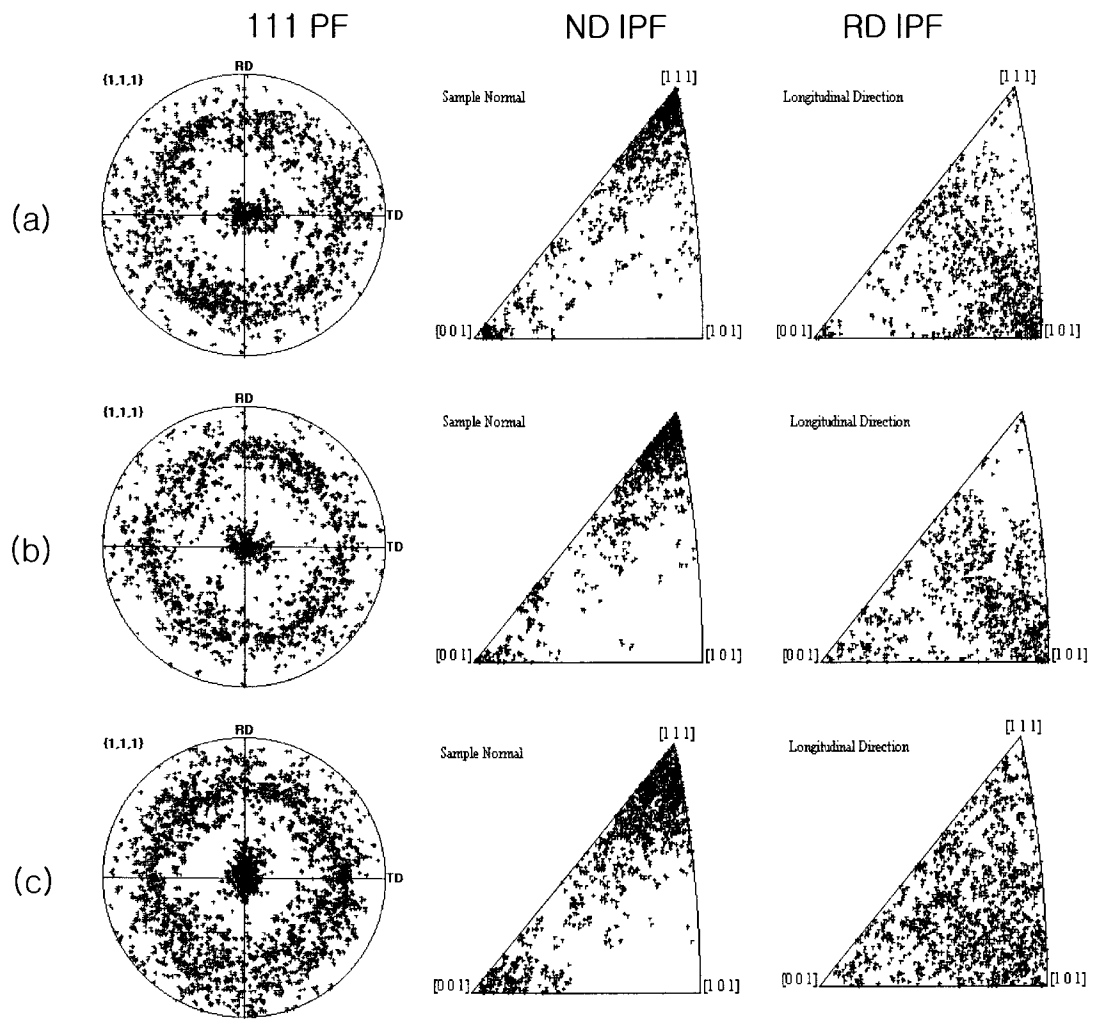 111 PF ND IPF RD IPF
(a)
{1,1,1}
RD
TD
Sample Normal
[1 1 1]
[0 0 1]
[1 0 1]
Longitudinal Direction
[1 1 1]
[0 0 1]
[1 0 1]
(b)
{1,1,1}
RD
TD
Sample Normal
[0 0 1]
[1 0 1]
Longitudinal Direction
[0 0 1]
[1 0 1]
(c)
{1,1,1}
RD
TD
Sample Normal
[1 1 1]
[0 0 1]
[1 0 1]
Longitudinal Direction
[1 1 1]
[0 0 1]
[1 0 1]